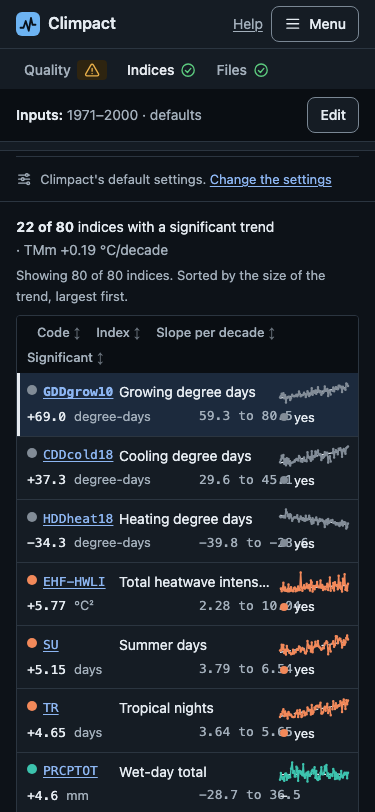 Climpact
Help
Menu
Quality
Indices
Files
Inputs: 1971–2000 · defaults
Edit
Climpact's default settings. Change the settings
22 of 80 indices with a significant trend
· TMm +0.19 °C/decade
Showing 80 of 80 indices. Sorted by the size of the
trend, largest first.
Code
Index
Slope per decade
Significant
GDDgrow10 Growing degree days
+69.0 degree-days 59.3 to 80.5 yes
CDDcold18 Cooling degree days
+37.3 degree-days 29.6 to 45.1 yes
HDDheat18 Heating degree days
−34.3 degree-days −39.8 to −28. yes
EHF–HWLI Total heatwave intens…
+5.77 °C² 2.28 to 10.04 yes
SU Summer days
+5.15 days 3.79 to 6.54 yes
TR Tropical nights
+4.65 days 3.64 to 5.65 yes
PRCPTOT Wet-day total
+4.6 mm −28.7 to 36.5